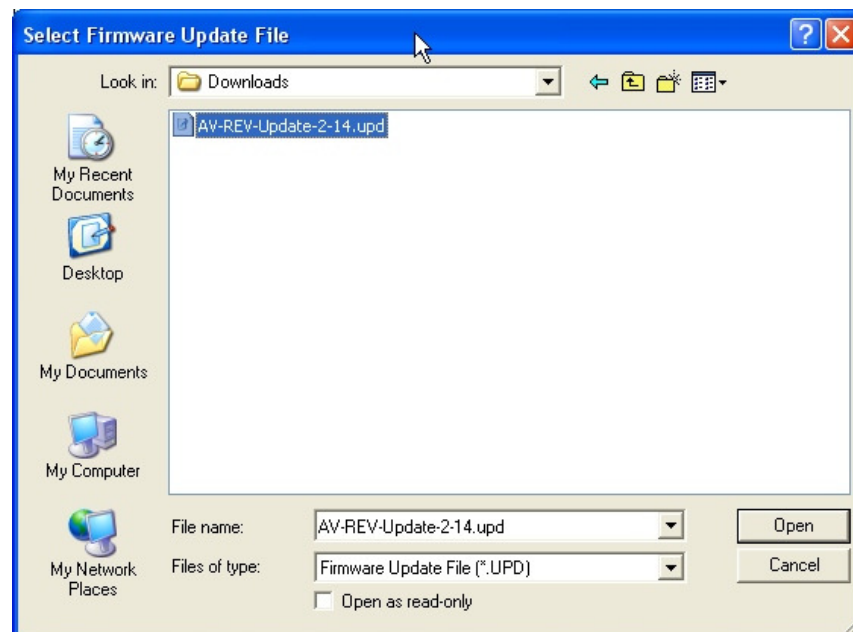 Select Firmware Update File
Look in: Downloads
AV-REV-Update-2-14.upd
My Recent
Documents
Desktop
My Documents
My Computer
My Network
Places
File name: AV-REV-Update-2-14.upd Open
Files of type: Firmware Update File (*.UPD) Cancel
Open as read-only